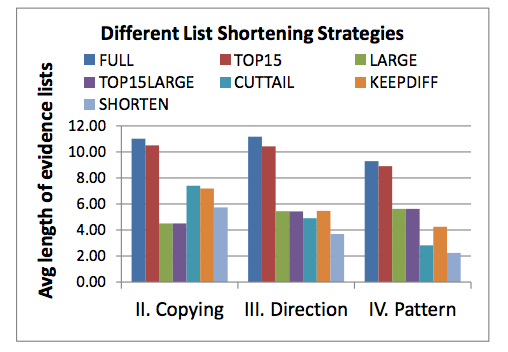 Different List Shortening Strategies
FULL TOP15 LARGE
TOP15LARGE CUTTAIL KEEPDIFF
SHORTEN
Avg length of evidence lists
12.00
10.00
8.00
6.00
4.00
2.00
0.00
II. Copying III. Direction IV. Pattern